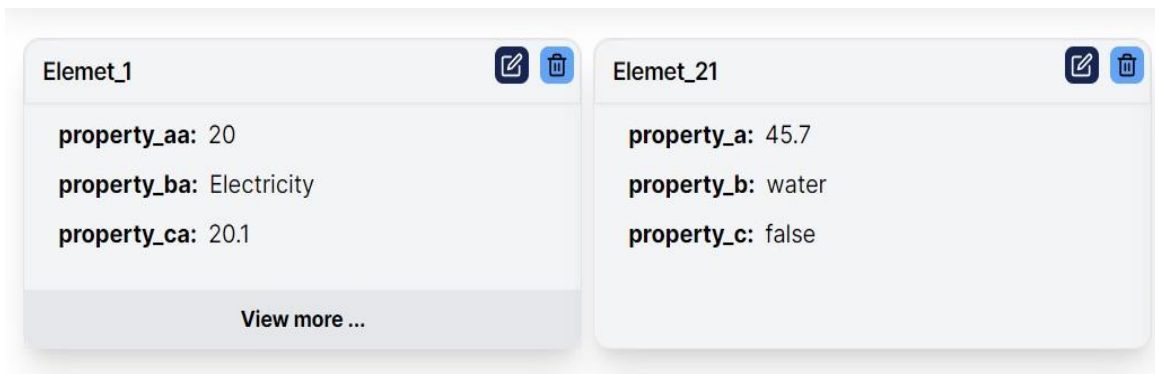 Elemet_1
property_aa: 20
property_ba: Electricity
property_ca: 20.1
View more ...
Elemet_21
property_a: 45.7
property_b: water
property_c: false